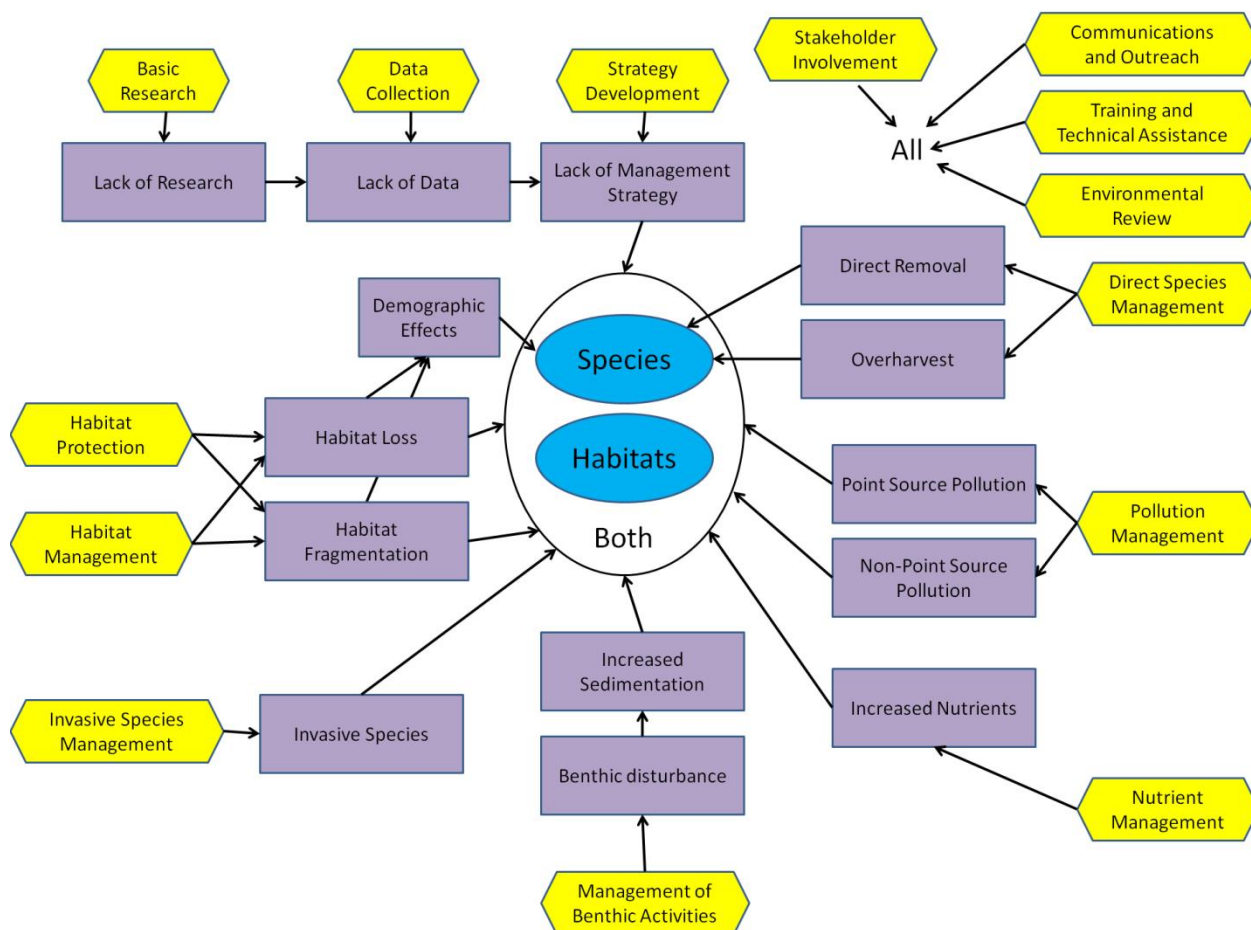 Basic
Research
Data
Collection
Strategy
Development
Stakeholder
Involvement
Communications
and Outreach
Training and
Technical Assistance
All
Environmental
Review
Lack of Research
Lack of Data
Lack of Management
Strategy
Direct Removal
Direct Species
Management
Overharvest
Demographic
Effects
Species
Habitats
Both
Habitat
Protection
Habitat Loss
Habitat
Management
Habitat
Fragmentation
Point Source Pollution
Pollution
Management
Non-Point Source
Pollution
Increased
Sedimentation
Increased Nutrients
Invasive Species
Management
Invasive Species
Benthic disturbance
Nutrient
Management
Management of
Benthic Activities